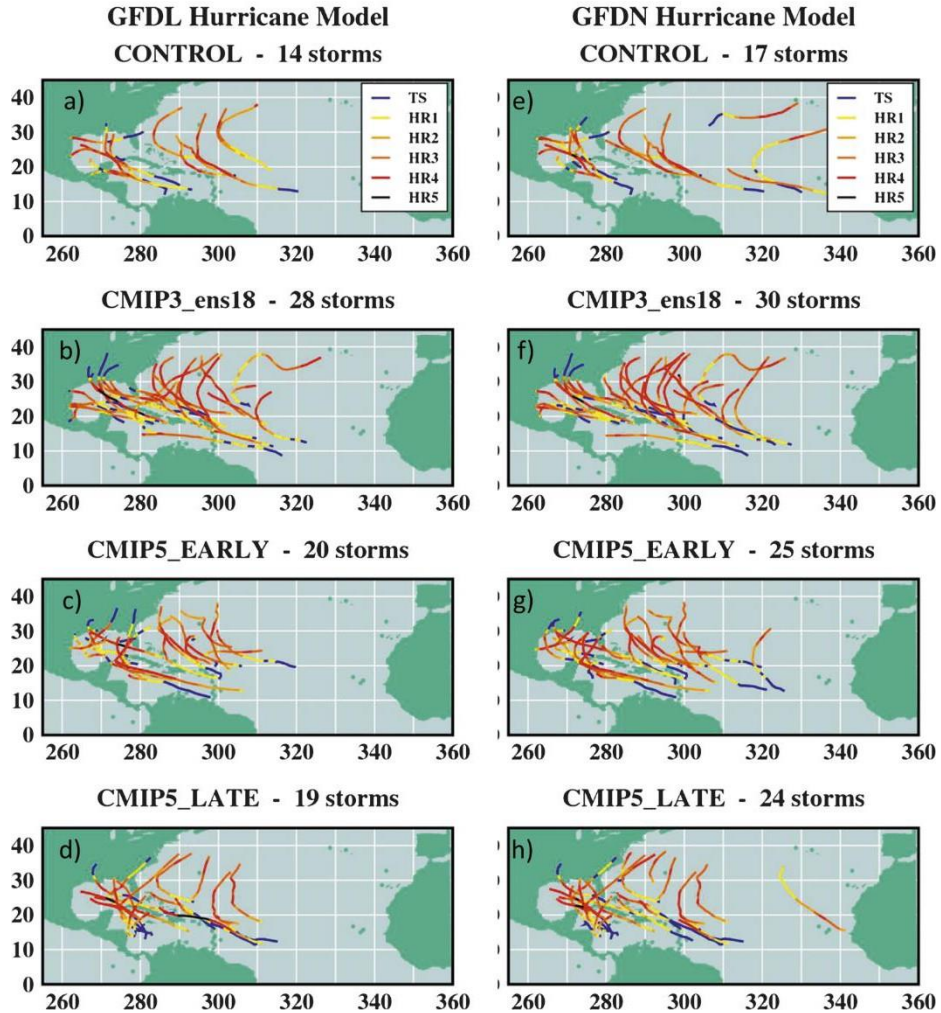 GFDL Hurricane Model
CONTROL - 14 storms
40
30
20
10
0
a)
TS
HR1
HR2
HR3
HR4
HR5
260 280 300 320 340 360
CMIP3_ens18 - 28 storms
40
30
20
10
0
b)
260 280 300 320 340 360
CMIP5_EARLY - 20 storms
40
30
20
10
0
c)
260 280 300 320 340 360
CMIP5_LATE - 19 storms
40
30
20
10
0
d)
260 280 300 320 340 360
GFDN Hurricane Model
CONTROL - 17 storms
e)
TS
HR1
HR2
HR3
HR4
HR5
260 280 300 320 340 360
CMIP3_ens18 - 30 storms
f)
260 280 300 320 340 360
CMIP5_EARLY - 25 storms
g)
260 280 300 320 340 360
CMIP5_LATE - 24 storms
h)
260 280 300 320 340 360